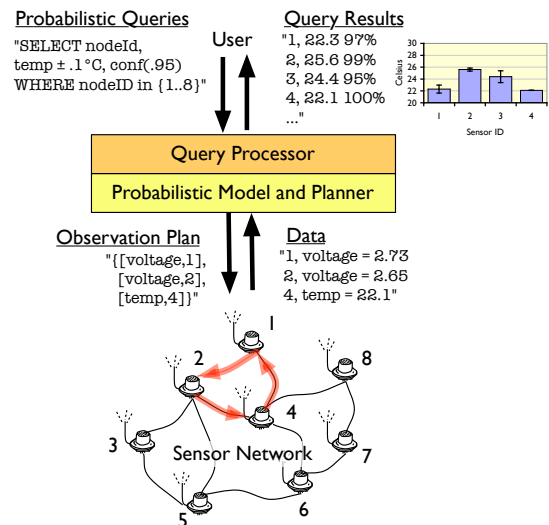 Probabilistic Queries
"SELECT nodeId,
temp ± .1°C, conf(.95)
WHERE nodeID in {1..8}"
User
Query Results
"1, 22.3 97%
2, 25.6 99%
3, 24.4 95%
4, 22.1 100%
..."
Celsius
30
28
26
24
22
20
1 2 3 4
Sensor ID
Query Processor
Probabilistic Model and Planner
Observation Plan
"{[voltage,1],
[voltage,2],
[temp,4]}"
Data
"1, voltage = 2.73
2, voltage = 2.65
4, temp = 22.1"
1
2
8
4
3
7
Sensor Network
5
6